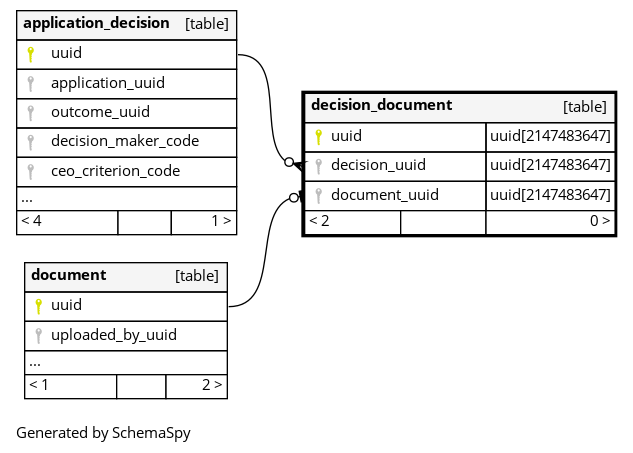 application_decision [table]
uuid
application_uuid
outcome_uuid
decision_maker_code
ceo_criterion_code
...
< 4 1 >
decision_document [table]
uuid uuid[2147483647]
decision_uuid uuid[2147483647]
document_uuid uuid[2147483647]
< 2 0 >
document [table]
uuid
uploaded_by_uuid
...
< 1 2 >
Generated by SchemaSpy